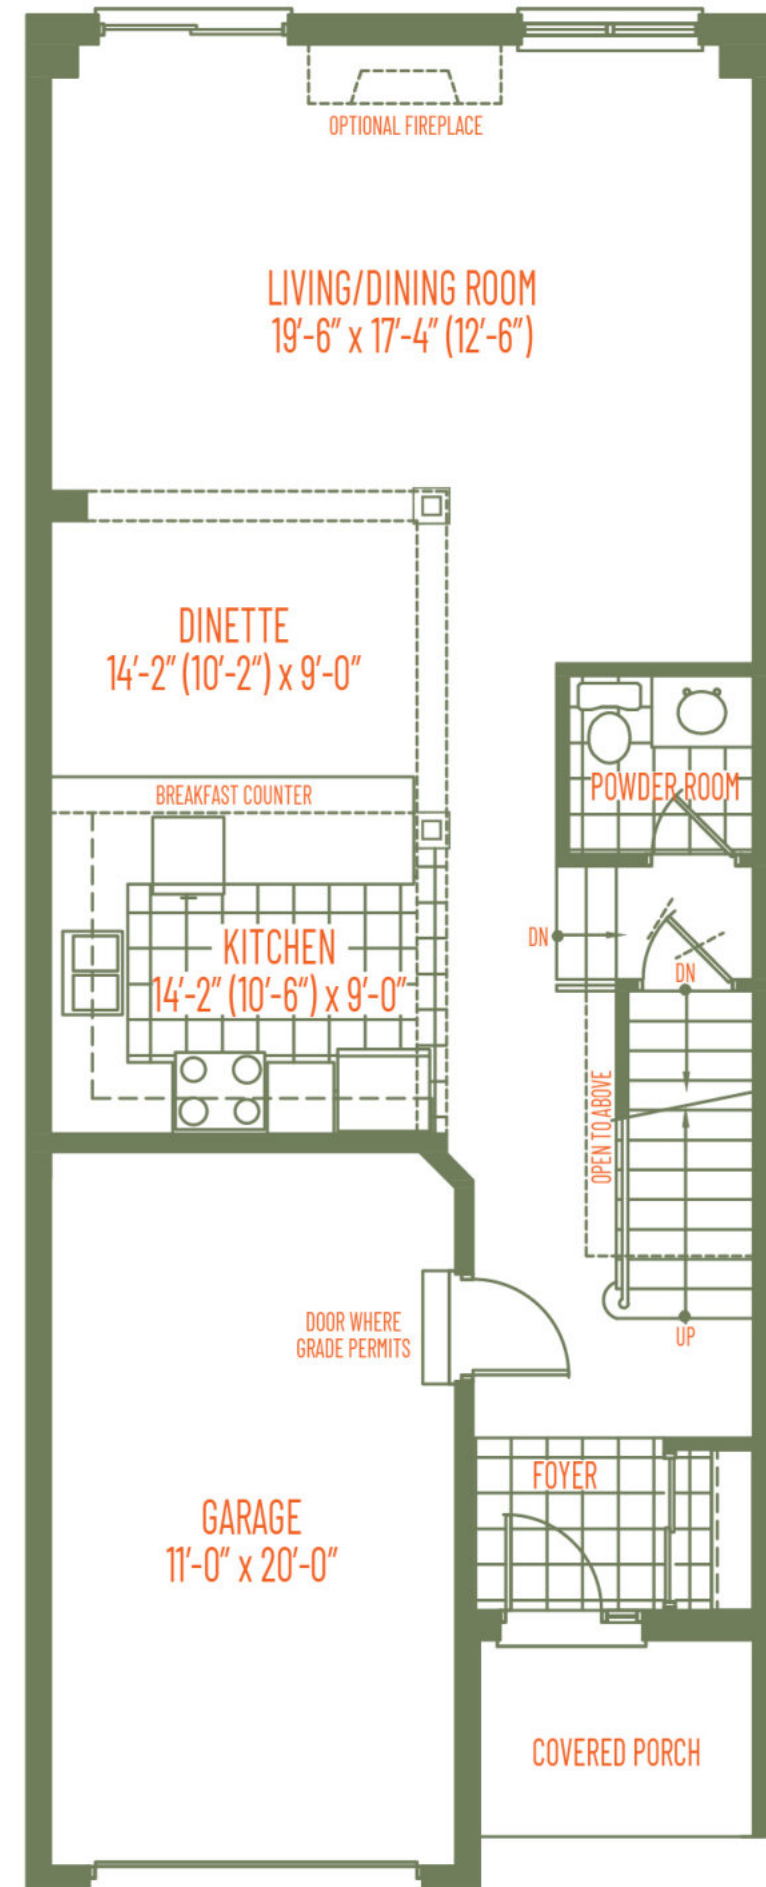 OPTIONAL FIREPLACE
LIVING/DINING ROOM
19'-6" x 17'-4" (12'-6")
DINETTE
14'-2" (10'-2") x 9'-0"
POWDER ROOM
BREAKFAST COUNTER
KITCHEN
14'-2" (10'-6") x 9'-0"
DN
DN
OPEN TO ABOVE
DOOR WHERE
GRADE PERMITS
UP
FOYER
GARAGE
11'-0" x 20'-0"
COVERED PORCH